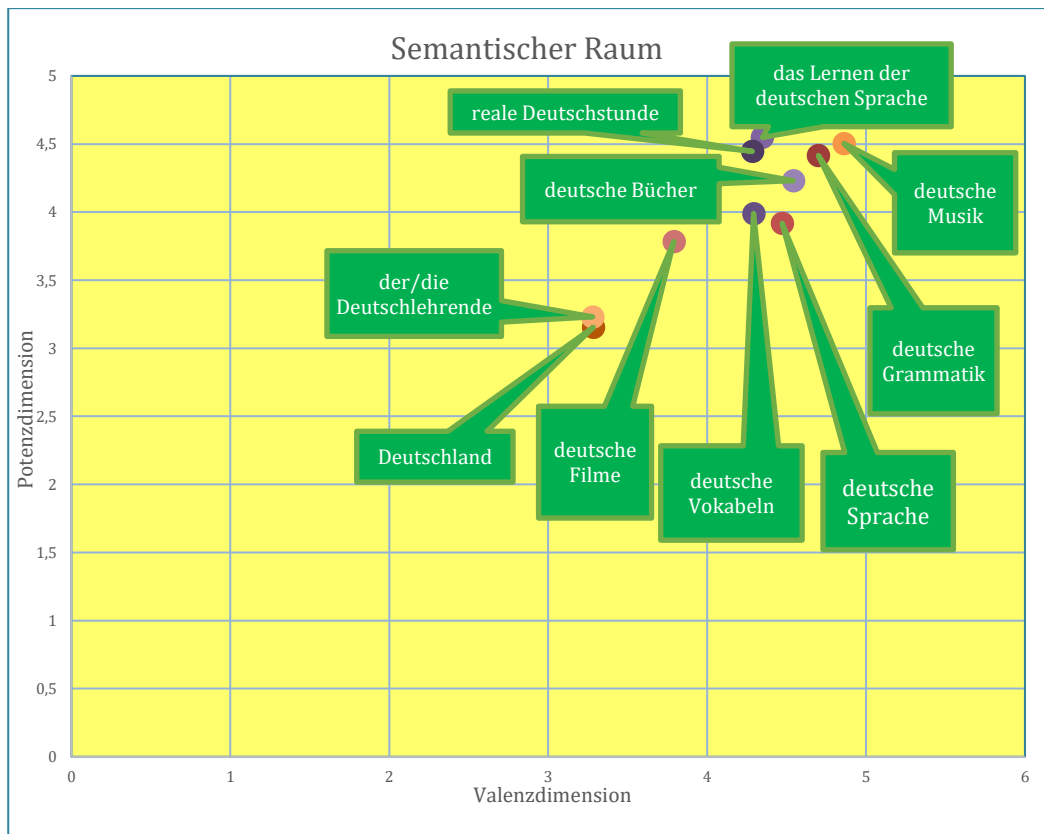 Semantischer Raum
das Lernen der
deutschen Sprache
reale Deutschstunde
deutsche Bücher
deutsche
Musik
der/die
Deutschlehrende
deutsche
Grammatik
Deutschland
deutsche
Filme
deutsche
Vokabeln
deutsche
Sprache
Potenzdimension
5
4,5
4
3,5
3
2,5
2
1,5
1
0,5
0
0 1 2 3 4 5 6
Valenzdimension